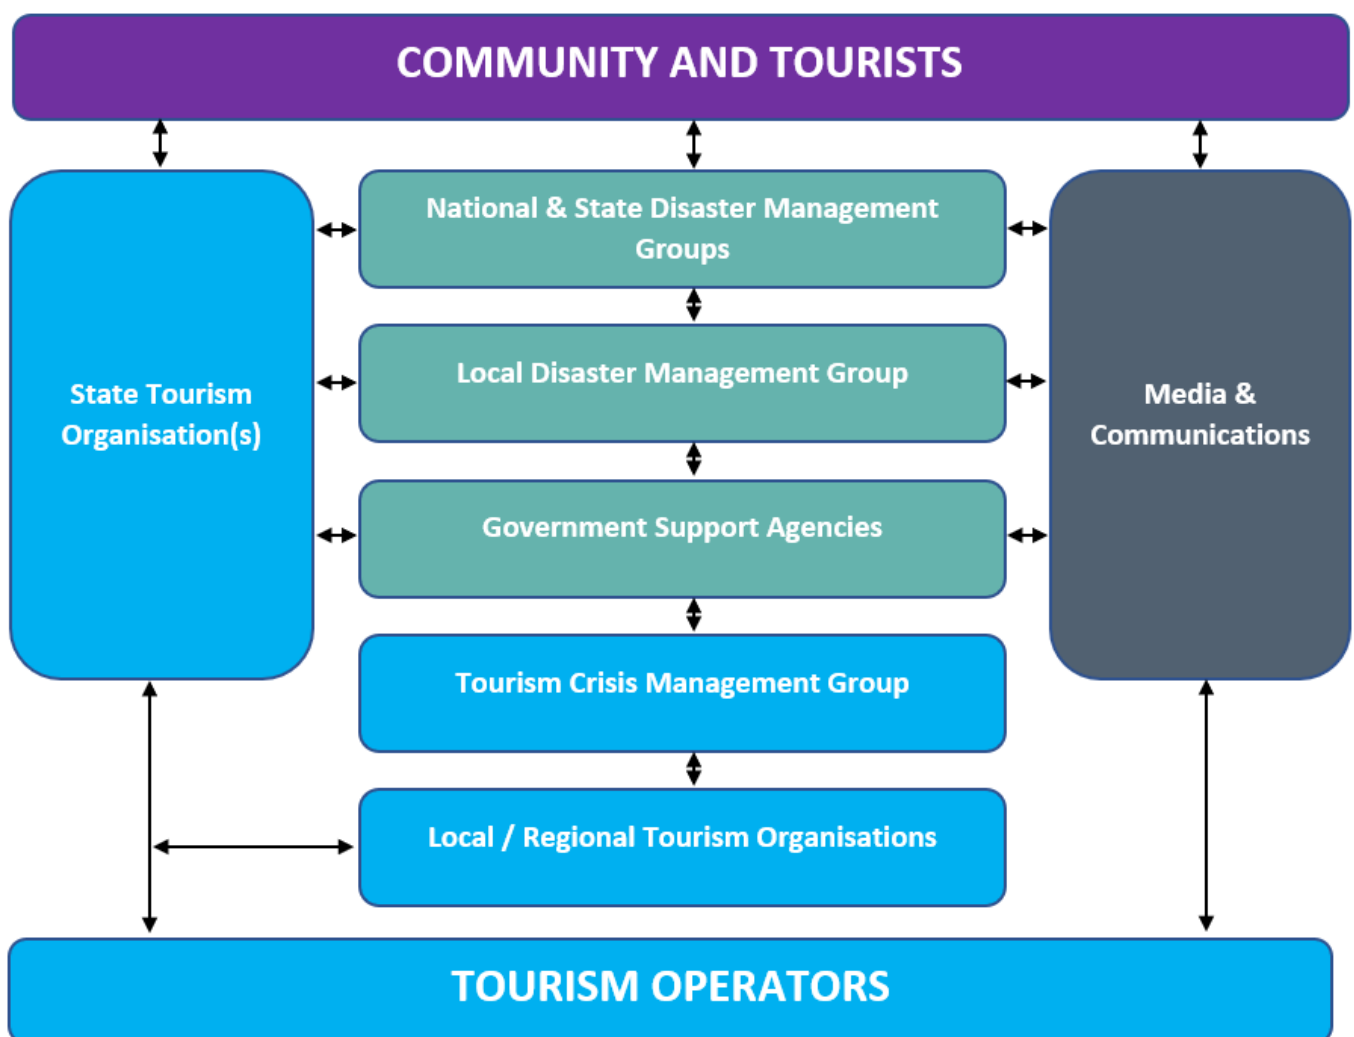 COMMUNITY AND TOURISTS
National & State Disaster Management
Groups
Local Disaster Management Group
State Tourism
Organisation(s)
Media &
Communications
Government Support Agencies
Tourism Crisis Management Group
Local / Regional Tourism Organisations
TOURISM OPERATORS